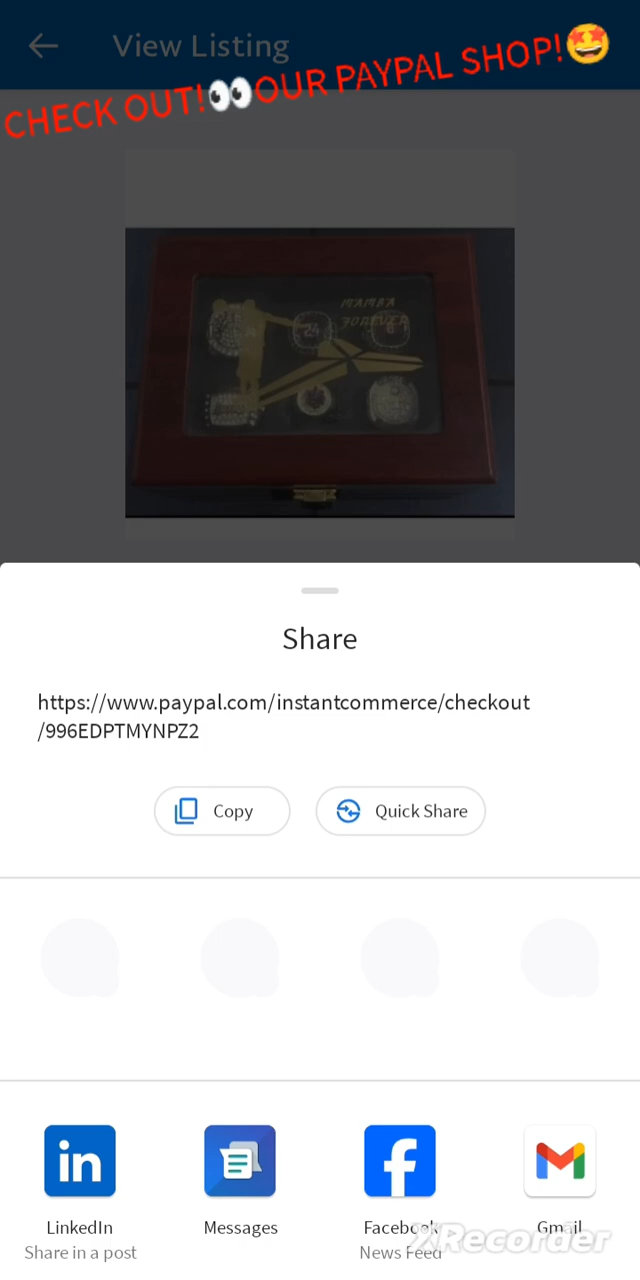 View Listing
CHECK OUT!👀OUR PAYPAL SHOP!🤩
MAMBA
FOREVER
24
8
Share
https://www.paypal.com/instantcommerce/checkout
/996EDPTMYNPZ2
Copy
Quick Share
LinkedIn
Share in a post
Messages
Facebook
News Feed
Gmail
XRecorder